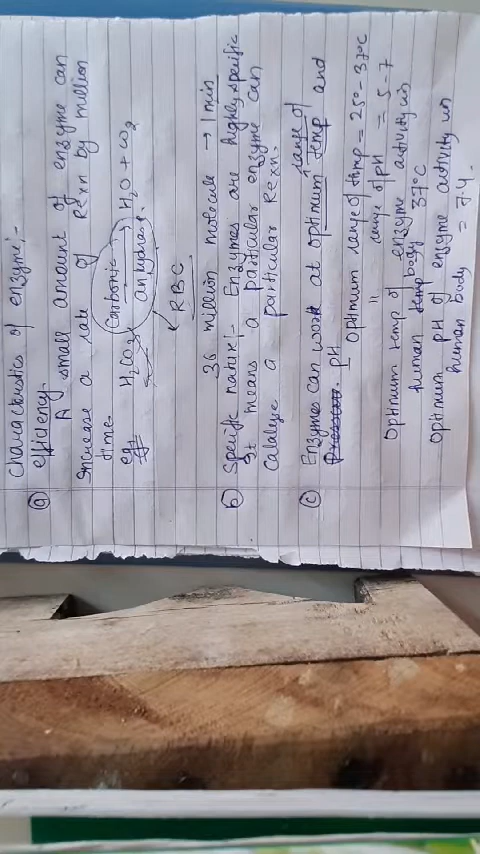 Characteristics of enzyme:-
(a) efficiency.
A small amount of enzyme can
increase a rate of Rexn by million
time.
eg H2CO3 Carbonic anhydrase → H2O + CO2
RBC
36 million molecule → 1 min
(b) Specific nature:- Enzymes are highly specific
It means a particular enzyme can
Catalyse a particular Rexn.
(c) Enzymes can work at optimum range of temp and
pH.
optimum range of temp = 25° - 37°C
" range of pH = 5-7
optimum temp of enzyme activity in
human body 37°C
optimum pH of enzyme activity in
human body = 7.4.